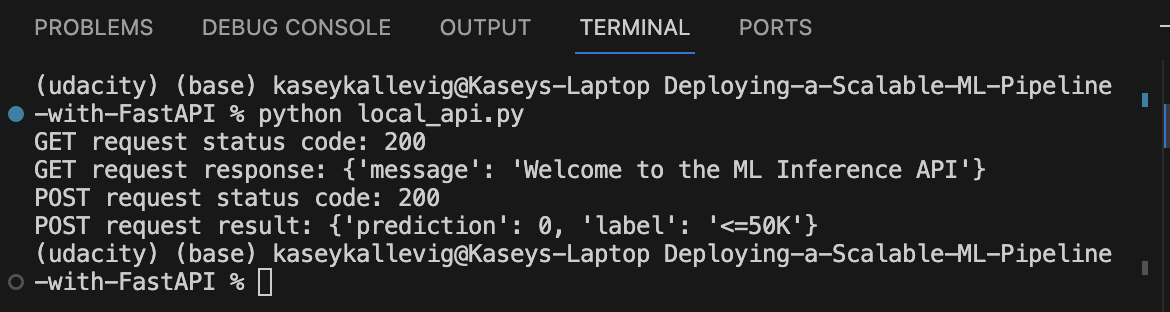 PROBLEMS DEBUG CONSOLE OUTPUT TERMINAL PORTS
(udacity) (base) kaseykallevig@Kaseys-Laptop Deploying-a-Scalable-ML-Pipeline
-with-FastAPI % python local_api.py
GET request status code: 200
GET request response: {'message': 'Welcome to the ML Inference API'}
POST request status code: 200
POST request result: {'prediction': 0, 'label': '<=50K'}
(udacity) (base) kaseykallevig@Kaseys-Laptop Deploying-a-Scalable-ML-Pipeline
-with-FastAPI %